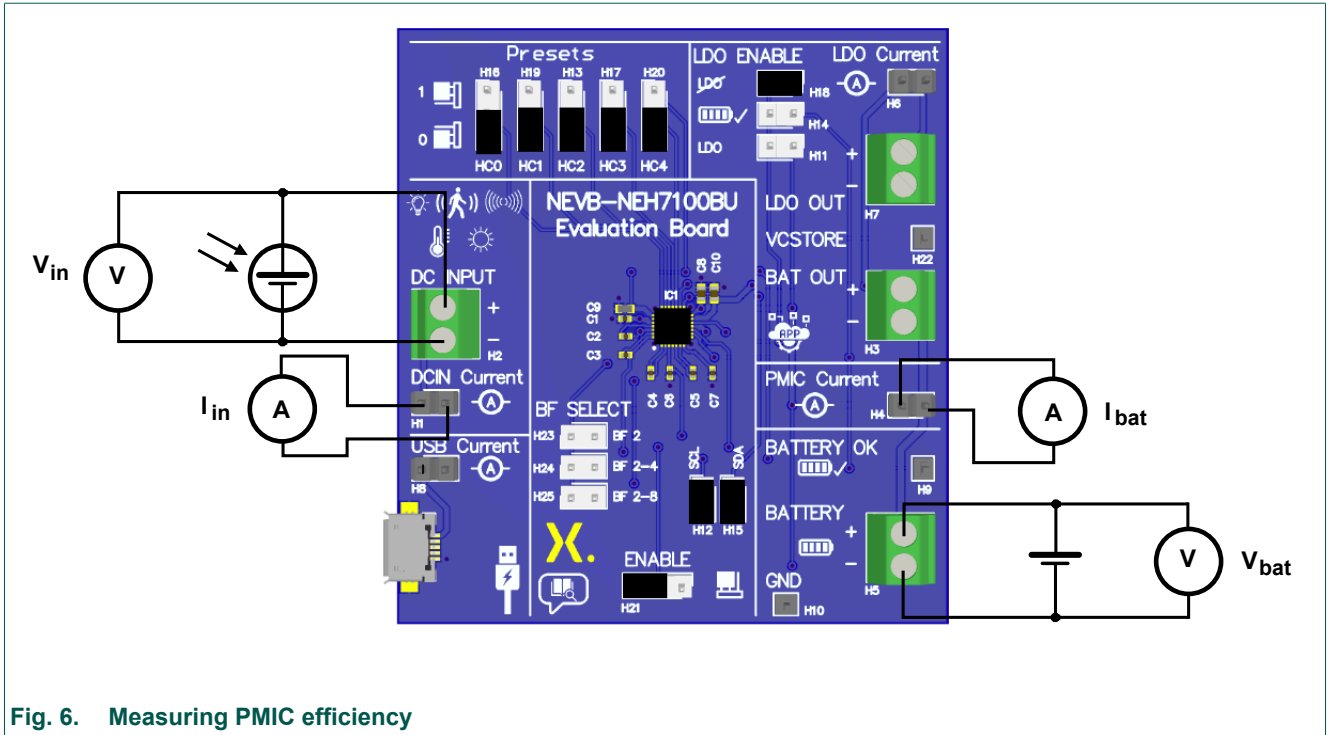 Presets
LDO ENABLE
LDO Current
H16 H19 H13 H17 H20
1
0
HC0 HC1 HC2 HC3 HC4
LDO
H18
H14
LDO
H11
A
H6
+
−
LDO OUT
H7
VCSTORE
H22
BAT OUT
+
−
H3
APP
NEVB-NEH7100BU
Evaluation Board
C8 C10
IC1
C9
C1
C2
C3
C4 C6 C5 C7
DC INPUT
+
−
H2
Vin
V
DCIN Current
A
H1
Iin
A
USB Current
A
H8
BF SELECT
H23 BF 2
H24 BF 2-4
H25 BF 2-8
SCL SDA
H12 H15
ENABLE
H21
PMIC Current
A
H4
A
Ibat
BATTERY OK
H9
BATTERY
+
−
H5
V
Vbat
GND
H10
Fig. 6. Measuring PMIC efficiency